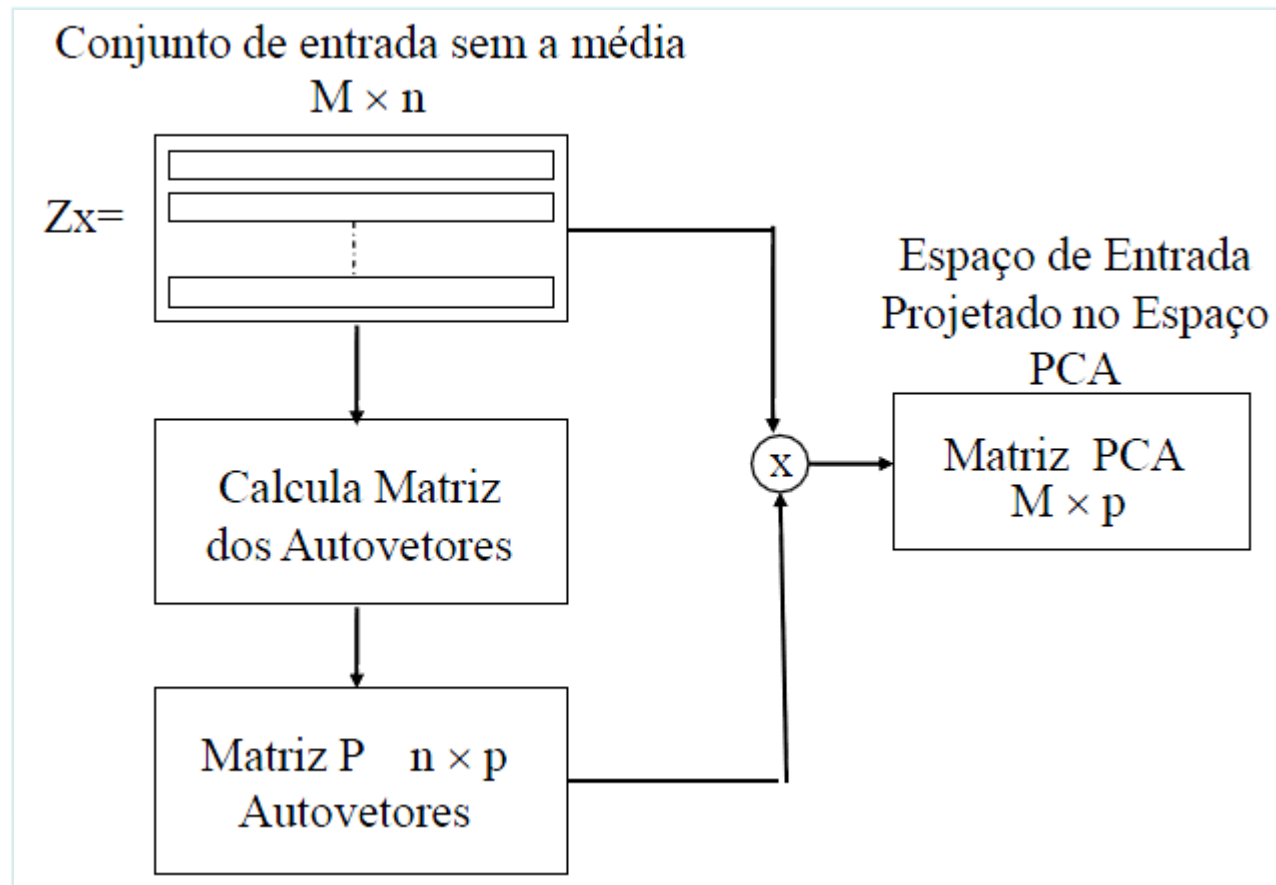 Conjunto de entrada sem a média
M × n
Zx=
Calcula Matriz
dos Autovetores
Matriz P n × p
Autovetores
x
Espaço de Entrada
Projetado no Espaço
PCA
Matriz PCA
M × p